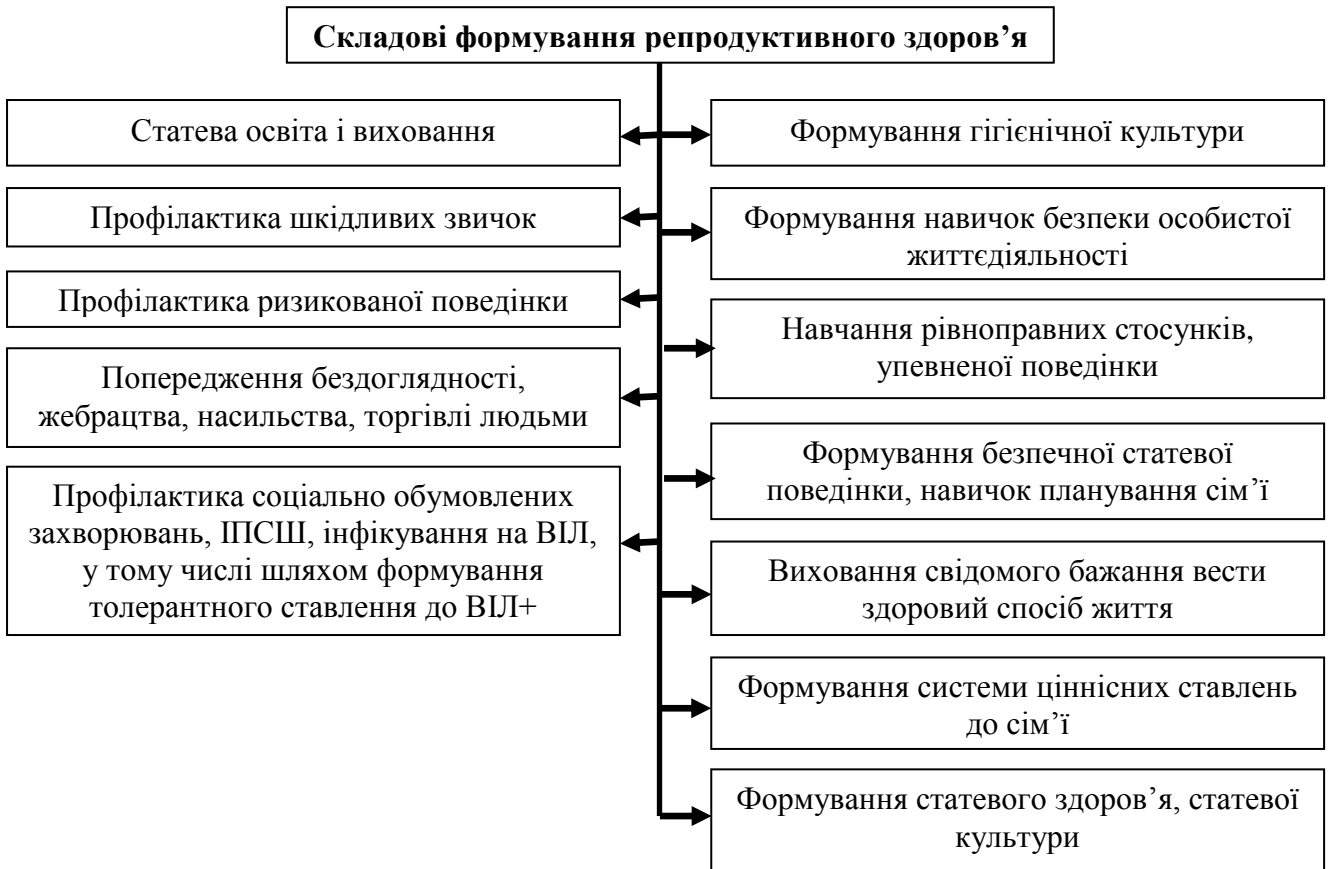 Складові формування репродуктивного здоров’я
Статева освіта і виховання
Профілактика шкідливих звичок
Профілактика ризикованої поведінки
Попередження бездоглядності,
жебрацтва, насильства, торгівлі людьми
Профілактика соціально обумовлених
захворювань, ІПСШ, інфікування на ВІЛ,
у тому числі шляхом формування
толерантного ставлення до ВІЛ+
Формування гігієнічної культури
Формування навичок безпеки особистої
життєдіяльності
Навчання рівноправних стосунків,
упевненої поведінки
Формування безпечної статевої
поведінки, навичок планування сім’ї
Виховання свідомого бажання вести
здоровий спосіб життя
Формування системи ціннісних ставлень
до сім’ї
Формування статевого здоров’я, статевої
культури